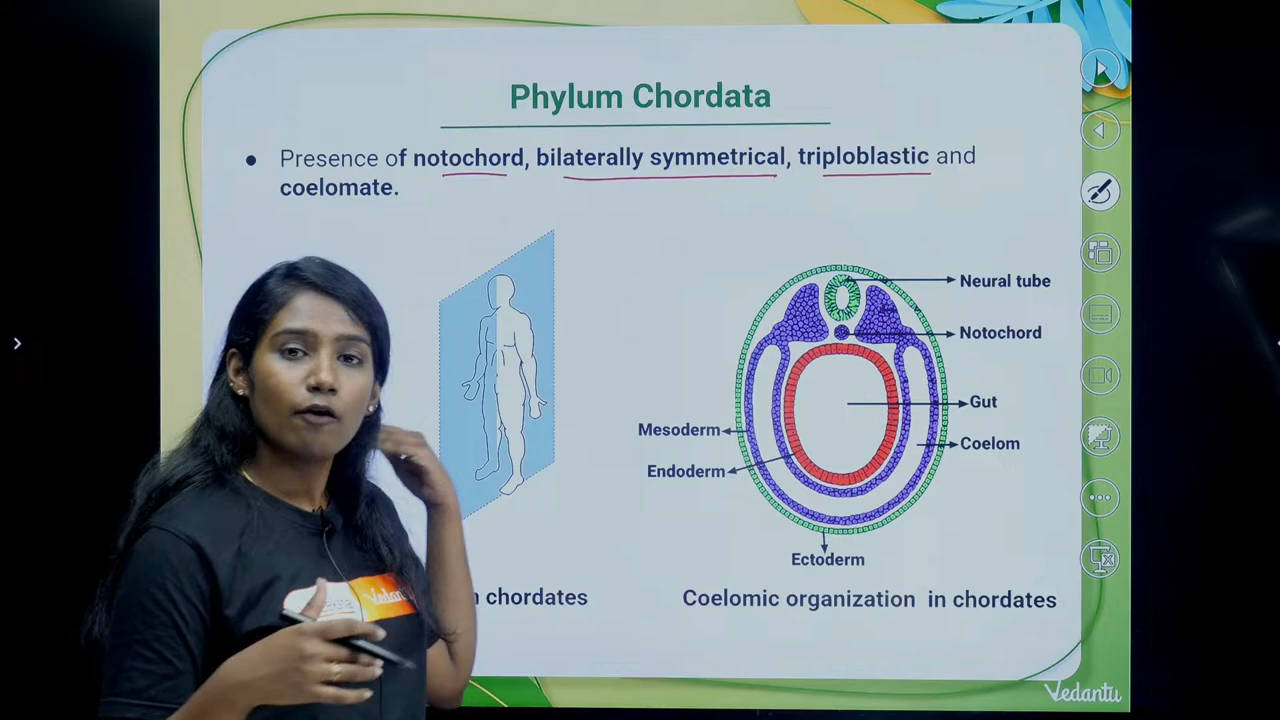 Phylum Chordata
● Presence of notochord, bilaterally symmetrical, triploblastic and
coelomate.
Neural tube
Notochord
Gut
Mesoderm
Coelom
Endoderm
Ectoderm
chordates
Coelomic organization in chordates
Vedantu
Vedantu